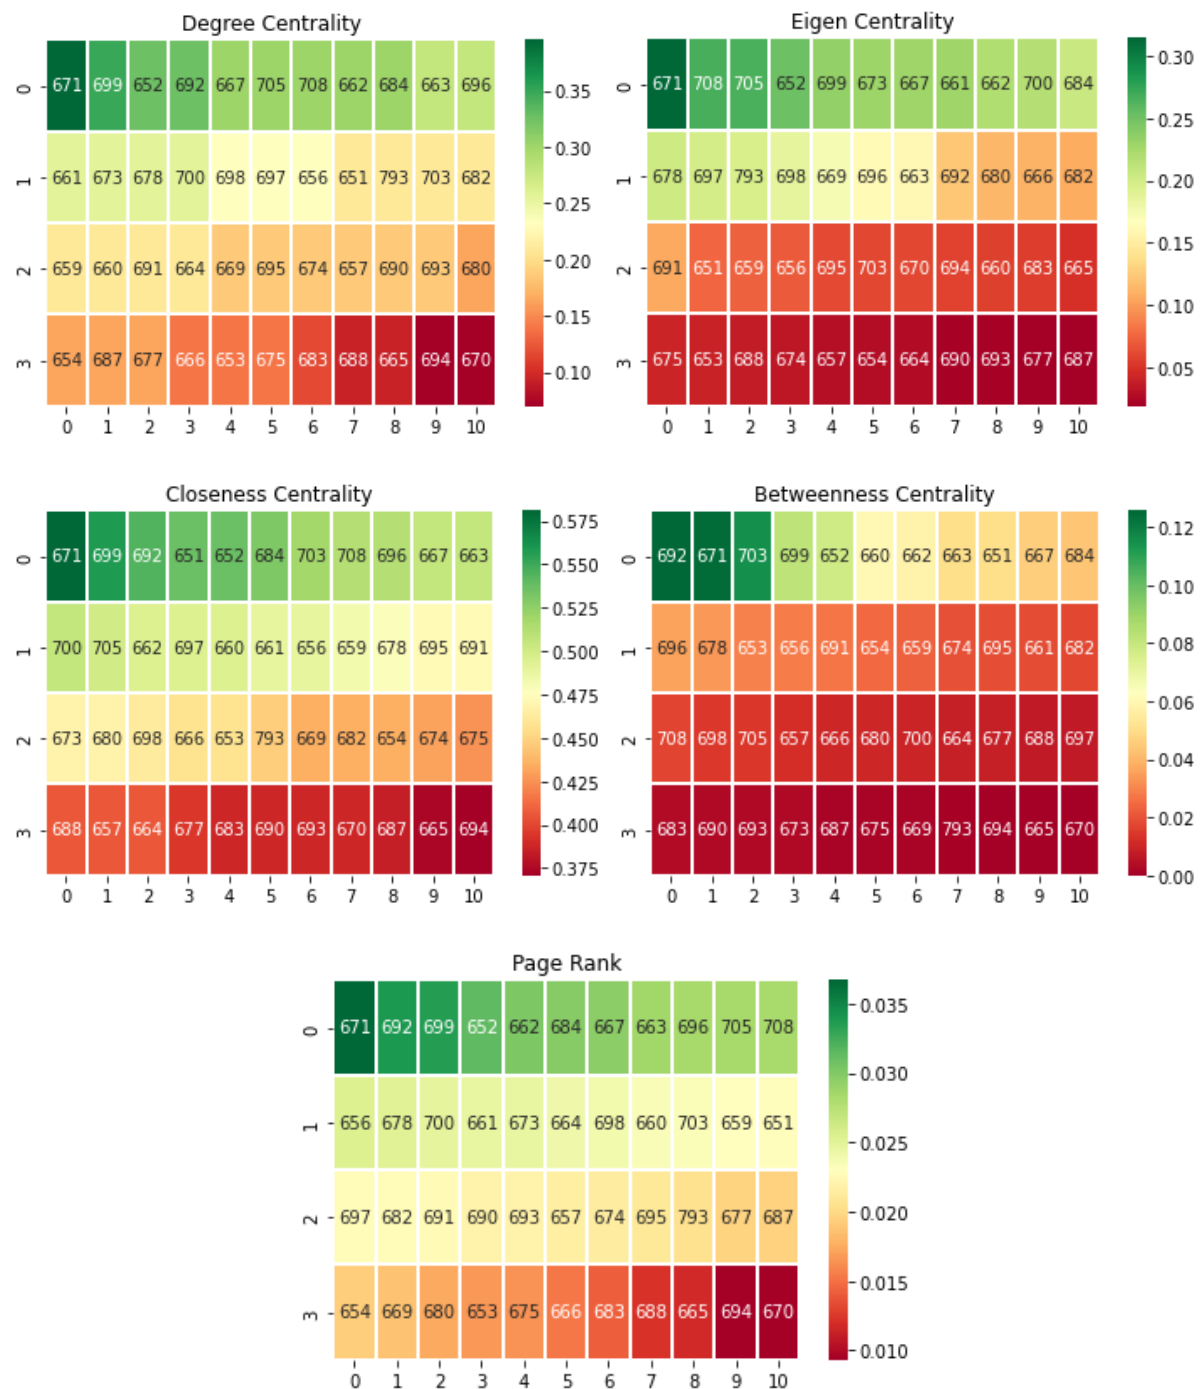 Degree Centrality
0 671 699 652 692 667 705 708 662 684 663 696
1 661 673 678 700 698 697 656 651 793 703 682
2 659 660 691 664 669 695 674 657 690 693 680
3 654 687 677 666 653 675 683 688 665 694 670
0 1 2 3 4 5 6 7 8 9 10
0.35
0.30
0.25
0.20
0.15
0.10
Eigen Centrality
0 671 708 705 652 699 673 667 661 662 700 684
1 678 697 793 698 669 696 663 692 680 666 682
2 691 651 659 656 695 703 670 694 660 683 665
3 675 653 688 674 657 654 664 690 693 677 687
0 1 2 3 4 5 6 7 8 9 10
0.30
0.25
0.20
0.15
0.10
0.05
Closeness Centrality
0 671 699 692 651 652 684 703 708 696 667 663
1 700 705 662 697 660 661 656 659 678 695 691
2 673 680 698 666 653 793 669 682 654 674 675
3 688 657 664 677 683 690 693 670 687 665 694
0 1 2 3 4 5 6 7 8 9 10
0.575
0.550
0.525
0.500
0.475
0.450
0.425
0.400
0.375
Betweenness Centrality
0 692 671 703 699 652 660 662 663 651 667 684
1 696 678 653 656 691 654 659 674 695 661 682
2 708 698 705 657 666 680 700 664 677 688 697
3 683 690 693 673 687 675 669 793 694 665 670
0 1 2 3 4 5 6 7 8 9 10
0.12
0.10
0.08
0.06
0.04
0.02
0.00
Page Rank
0 671 692 699 652 662 684 667 663 696 705 708
1 656 678 700 661 673 664 698 660 703 659 651
2 697 682 691 690 693 657 674 695 793 677 687
3 654 669 680 653 675 666 683 688 665 694 670
0 1 2 3 4 5 6 7 8 9 10
0.035
0.030
0.025
0.020
0.015
0.010